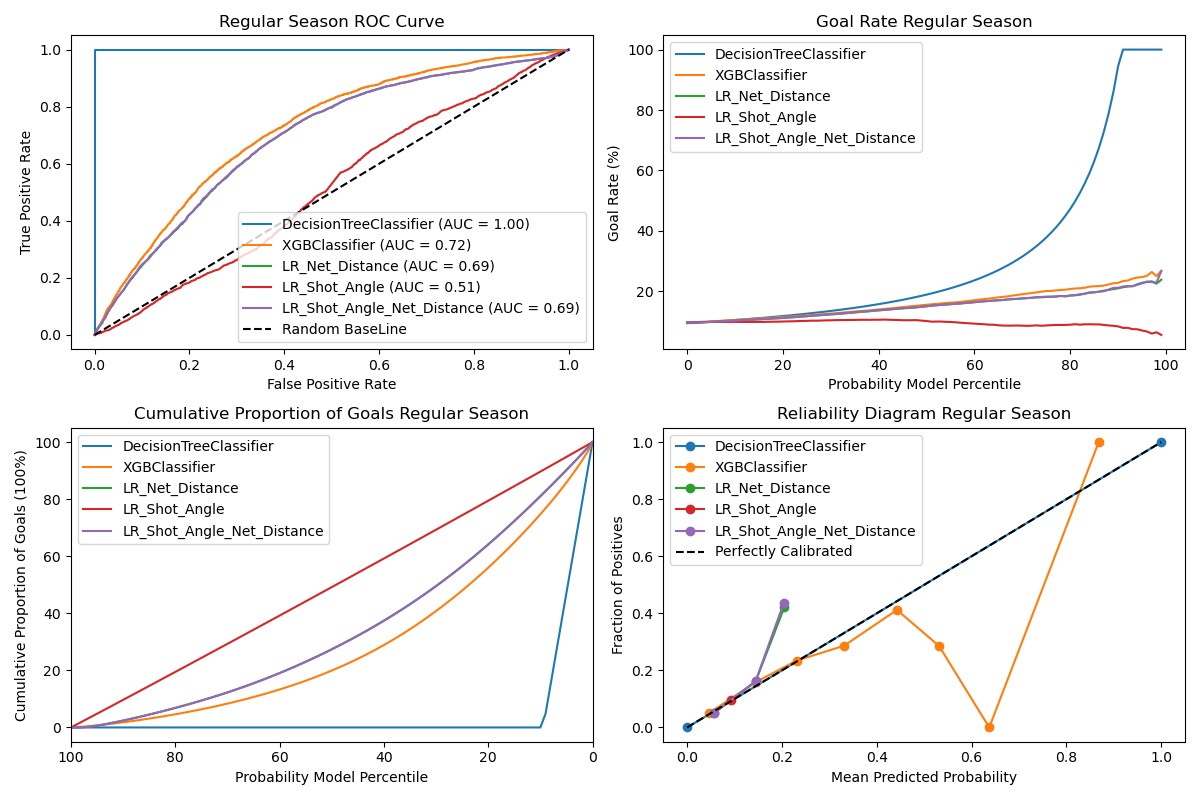 Regular Season ROC Curve
True Positive Rate
1.0
0.8
0.6
0.4
0.2
0.0
DecisionTreeClassifier (AUC = 1.00)
XGBClassifier (AUC = 0.72)
LR_Net_Distance (AUC = 0.69)
LR_Shot_Angle (AUC = 0.51)
LR_Shot_Angle_Net_Distance (AUC = 0.69)
Random BaseLine
0.0 0.2 0.4 0.6 0.8 1.0
False Positive Rate
Goal Rate Regular Season
Goal Rate (%)
100
80
60
40
20
DecisionTreeClassifier
XGBClassifier
LR_Net_Distance
LR_Shot_Angle
LR_Shot_Angle_Net_Distance
0 20 40 60 80 100
Probability Model Percentile
Cumulative Proportion of Goals Regular Season
Cumulative Proportion of Goals (100%)
100
80
60
40
20
0
DecisionTreeClassifier
XGBClassifier
LR_Net_Distance
LR_Shot_Angle
LR_Shot_Angle_Net_Distance
100 80 60 40 20 0
Probability Model Percentile
Reliability Diagram Regular Season
Fraction of Positives
1.0
0.8
0.6
0.4
0.2
0.0
DecisionTreeClassifier
XGBClassifier
LR_Net_Distance
LR_Shot_Angle
LR_Shot_Angle_Net_Distance
Perfectly Calibrated
0.0 0.2 0.4 0.6 0.8 1.0
Mean Predicted Probability